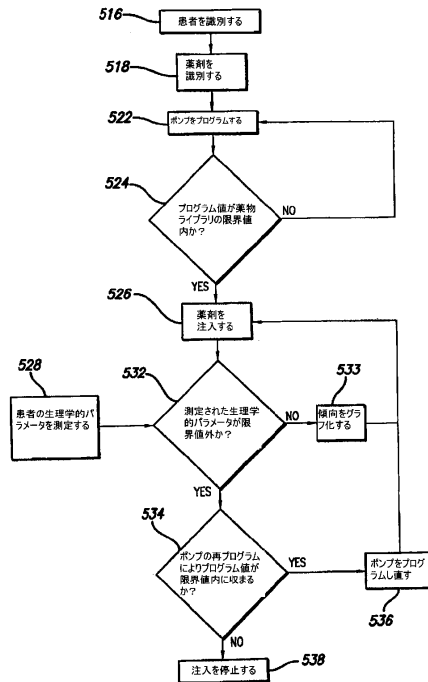 516
患者を識別する
518
薬剤を
識別する
522
ポンプをプログラムする
524
プログラム値が薬物
ライブラリの限界値
内か？
NO
YES
526
薬剤を
注入する
528
患者の生理学的パ
ラメータを測定する
532
測定された生理学
的パラメータが限
界値外か？
NO
533
傾向をグラ
フ化する
YES
534
ポンプの再プログラム
によりプログラム値が
限界値内に収まる
か？
YES
ポンプをプログ
ラムし直す
536
NO
注入を停止する
538